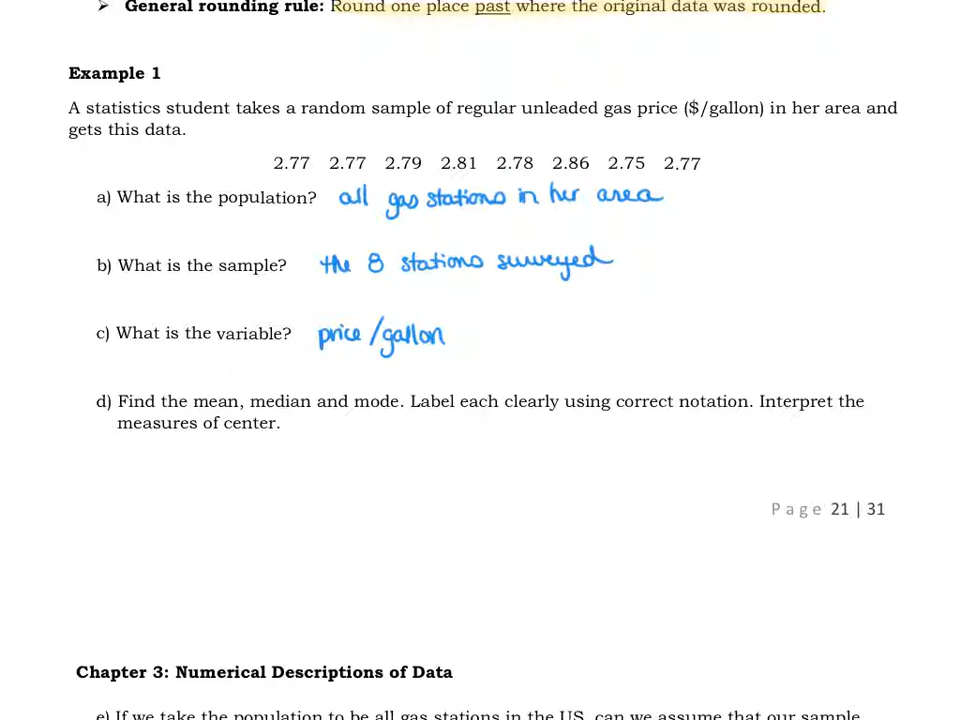 ➢ General rounding rule: Round one place past where the original data was rounded.
Example 1
A statistics student takes a random sample of regular unleaded gas price ($/gallon) in her area and
gets this data.
2.77 2.77 2.79 2.81 2.78 2.86 2.75 2.77
a) What is the population? all gas stations in her area
b) What is the sample? the 8 stations surveyed
c) What is the variable? price/gallon
d) Find the mean, median and mode. Label each clearly using correct notation. Interpret the
measures of center.
Page 21 | 31
Chapter 3: Numerical Descriptions of Data
e) If we take the population to be all gas stations in the US, can we assume that our sample